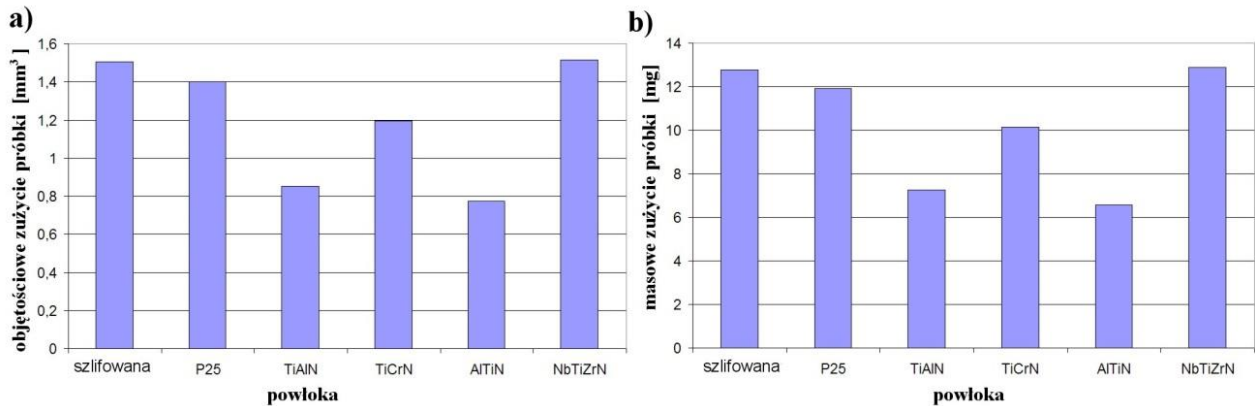 a)
objętościowe zużycie próbki [mm³]
1,6
1,4
1,2
1
0,8
0,6
0,4
0,2
0
szlifowana P25 TiAlN TiCrN AlTiN NbTiZrN
powłoka
b)
masowe zużycie próbki [mg]
14
12
10
8
6
4
2
0
szlifowana P25 TiAlN TiCrN AlTiN NbTiZrN
powłoka